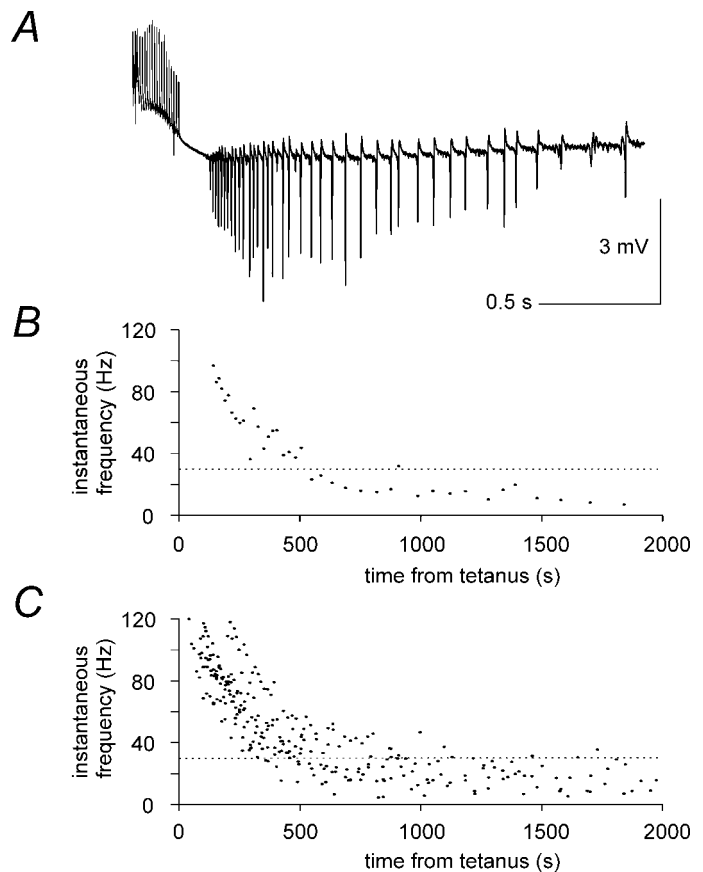 A
3 mV
0.5 s
B
120
80
40
0
instantaneous
frequency (Hz)
0
500
1000
1500
2000
time from tetanus (s)
C
120
80
40
0
instantaneous
frequency (Hz)
0
500
1000
1500
2000
time from tetanus (s)